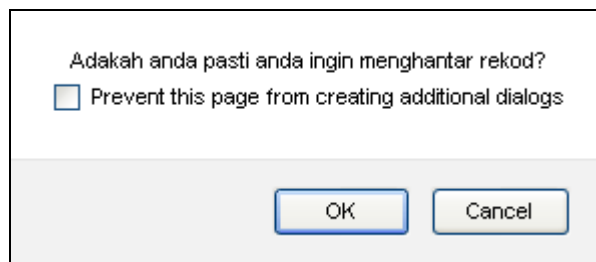 Adakah anda pasti anda ingin menghantar rekod?
Prevent this page from creating additional dialogs
OK
Cancel